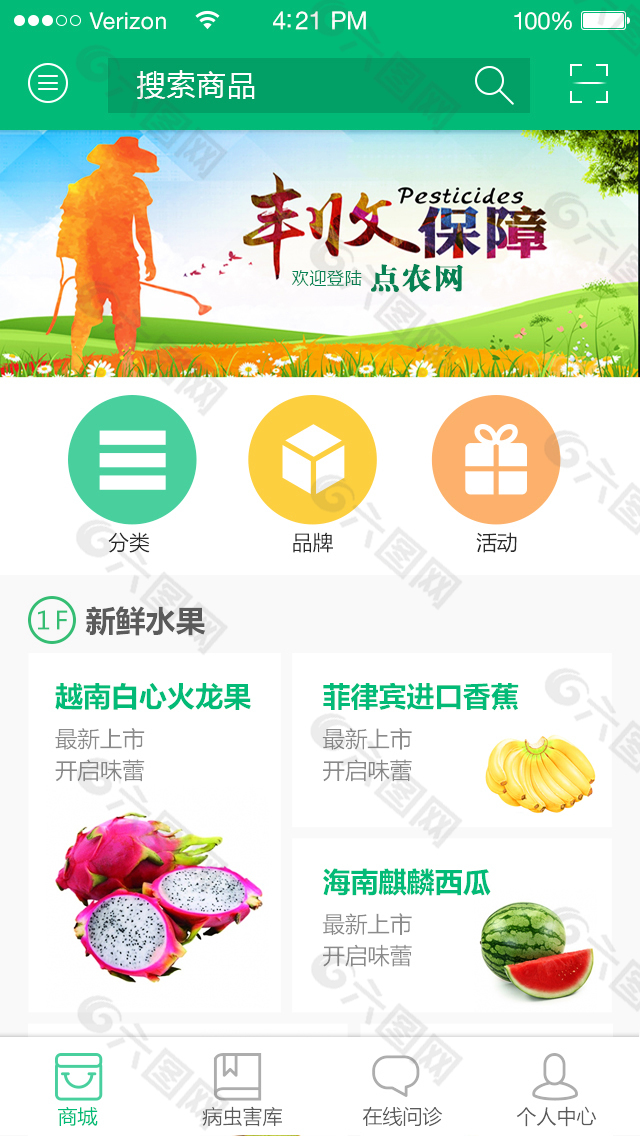 Verizon 4:21 PM 100%
搜索商品
Pesticides
丰收保障
欢迎登陆 点农网
分类 品牌 活动
1F 新鲜水果
越南白心火龙果
最新上市
开启味蕾
菲律宾进口香蕉
最新上市
开启味蕾
海南麒麟西瓜
最新上市
开启味蕾
商城 病虫害库 在线问诊 个人中心
六图网